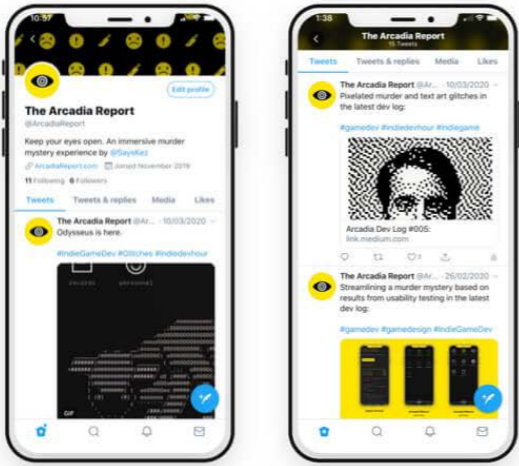 10:57
Edit profile
The Arcadia Report
@ArcadiaReport
Keep your eyes open. An immersive murder
mystery experience by @SaysKez
ArcadiaReport.com Joined November 2019
11 Following 6 Followers
Tweets Tweets & replies Media Likes
The Arcadia Report @Ar... · 10/03/2020
Odysseus is here.
#IndieGameDev #Glitches #indiedevhour
records personal
GIF
1:38
The Arcadia Report
15 Tweets
Tweets Tweets & replies Media Likes
The Arcadia Report @Ar... · 10/03/2020
Pixelated murder and text art glitches in
the latest dev log:
#gamedev #indiedevhour #indiegame
Arcadia Dev Log #005:
link.medium.com
The Arcadia Report @Ar... · 26/02/2020
Streamlining a murder mystery based on
results from usability testing in the latest
dev log:
#gamedev #gamedesign #IndieGameDev